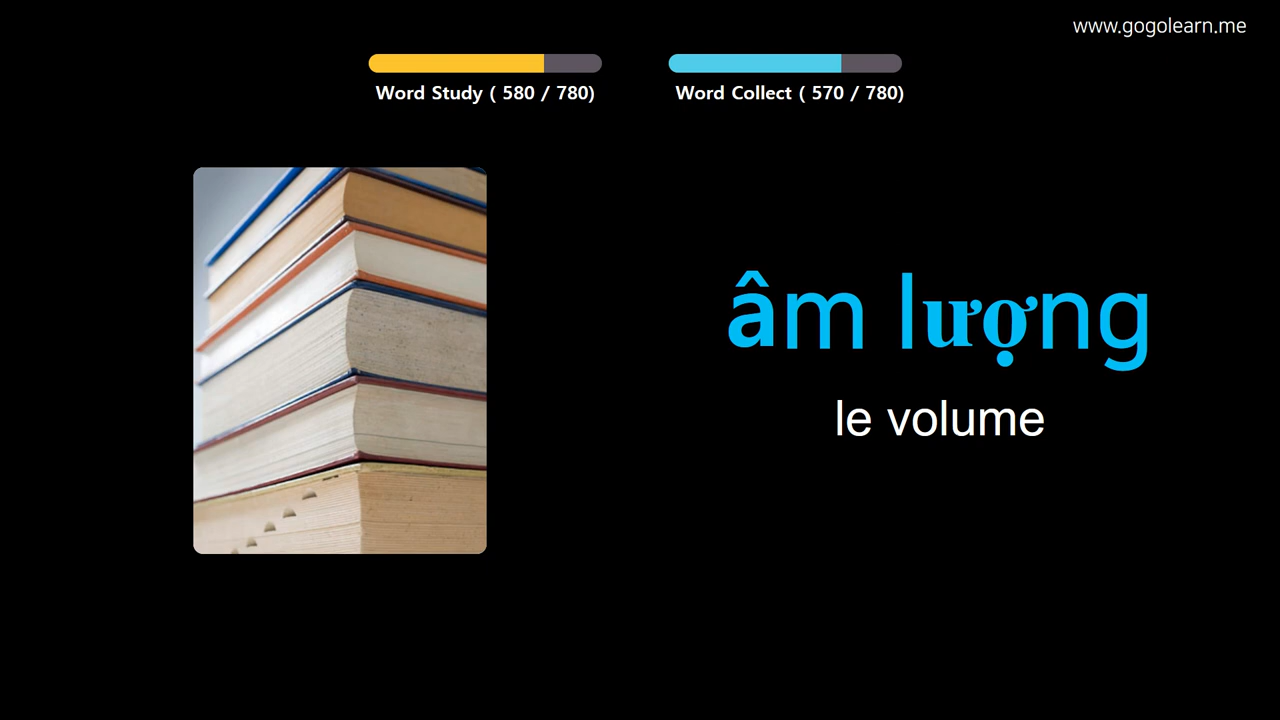 www.gogolearn.me
Word Study ( 580 / 780)
Word Collect ( 570 / 780)
âm lượng
le volume